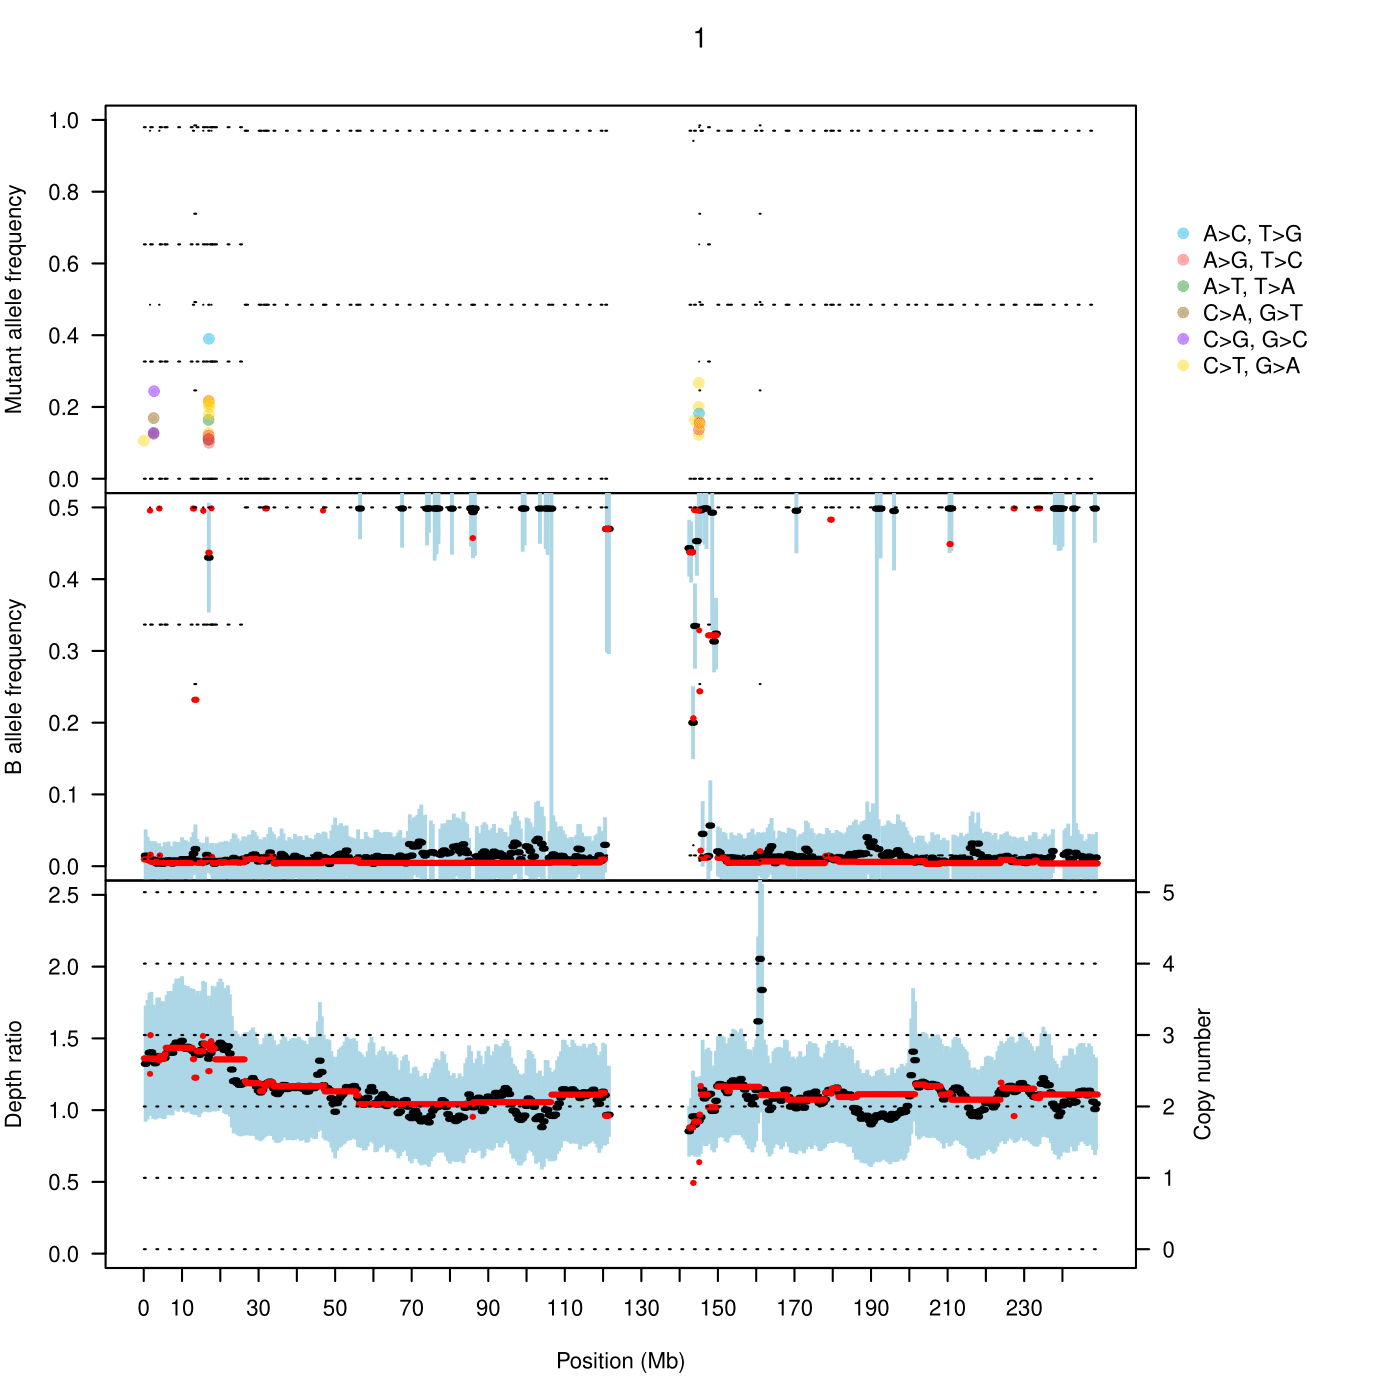 1
Mutant allele frequency
1.0
0.8
0.6
0.4
0.2
0.0
A>C, T>G
A>G, T>C
A>T, T>A
C>A, G>T
C>G, G>C
C>T, G>A
B allele frequency
0.5
0.4
0.3
0.2
0.1
0.0
Depth ratio
2.5
2.0
1.5
1.0
0.5
0.0
5
4
3
2
1
0
Copy number
0 10 30 50 70 90 110 130 150 170 190 210 230
Position (Mb)